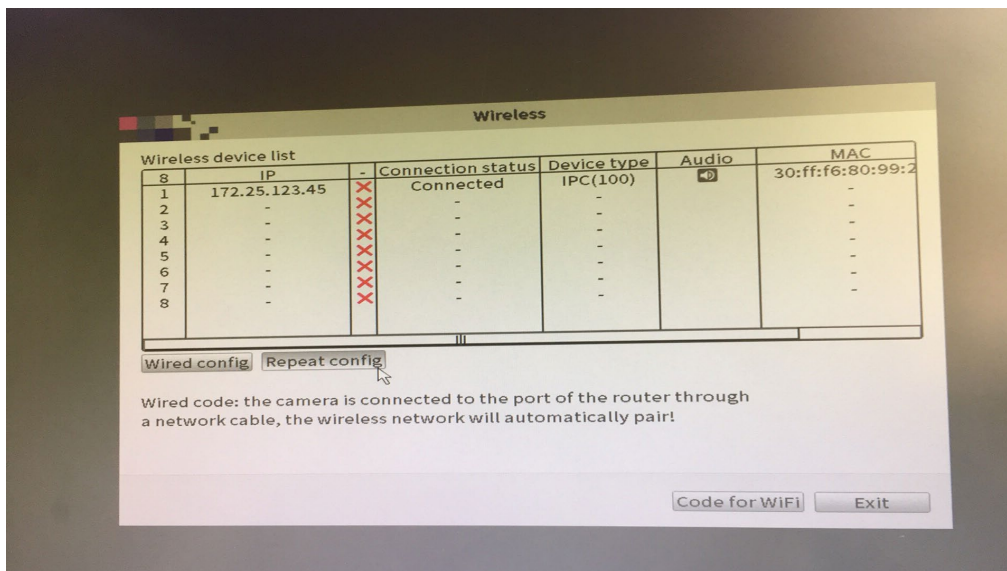 Wireless
Wireless device list
8 IP - Connection status Device type Audio MAC
1 172.25.123.45 Connected IPC(100) 30:ff:f6:80:99:2
2 - - - -
3 - - - -
4 - - - -
5 - - - -
6 - - - -
7 - - - -
8 - - - -
Wired config Repeat config
Wired code: the camera is connected to the port of the router through
a network cable, the wireless network will automatically pair!
Code for WiFi Exit